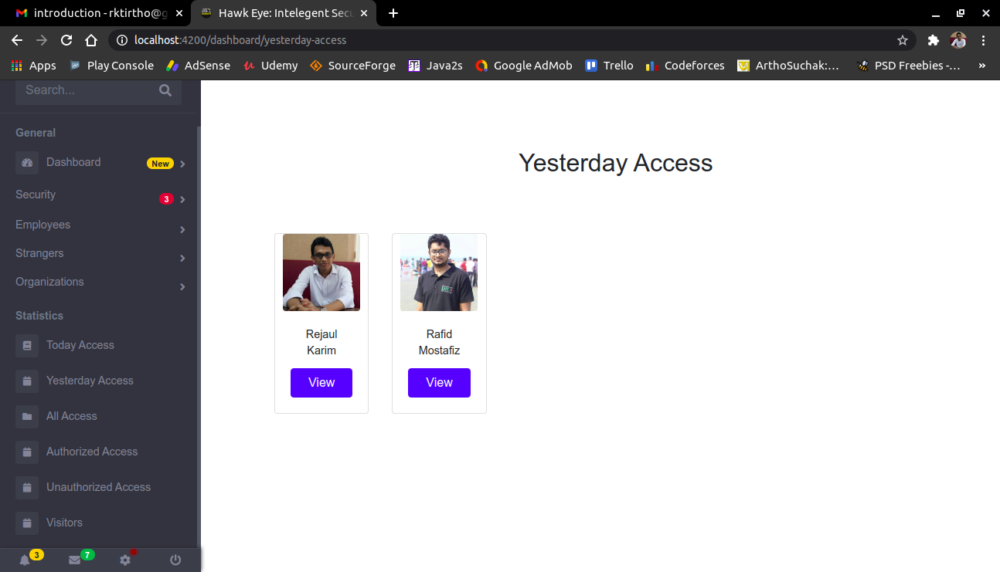 introduction - rktirtho@g
Hawk Eye: Intelegent Secu
localhost:4200/dashboard/yesterday-access
Apps
Play Console
AdSense
Udemy
SourceForge
Java2s
Google AdMob
Trello
Codeforces
ArthoSuchak:...
PSD Freebies -...
»
Search...
General
Dashboard
New
Security
3
Employees
Strangers
Organizations
Statistics
Today Access
Yesterday Access
All Access
Authorized Access
Unauthorized Access
Visitors
3
7
Yesterday Access
Rejaul
Karim
View
Rafid
Mostafiz
View